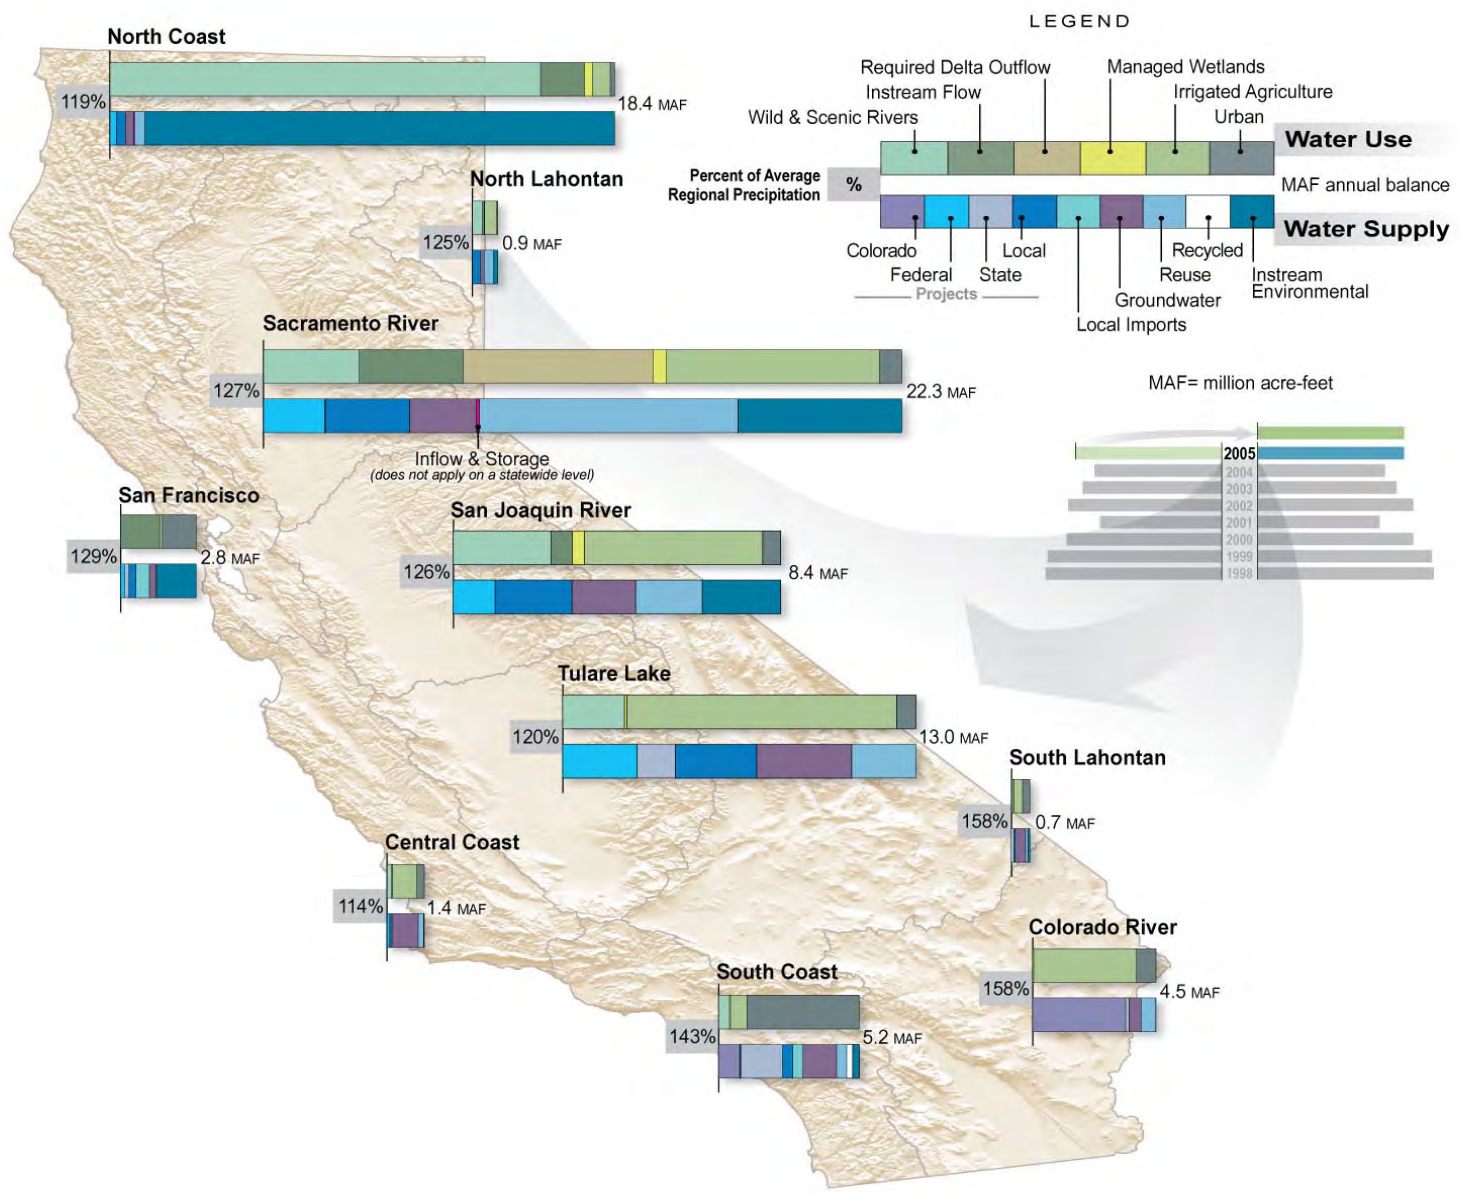 LEGEND
Required Delta Outflow
Managed Wetlands
Instream Flow
Irrigated Agriculture
Wild & Scenic Rivers
Urban
Water Use
Percent of Average
Regional Precipitation
%
MAF annual balance
Water Supply
Colorado
Local
Recycled
Federal
State
Reuse
Instream
Environmental
Projects
Groundwater
Local Imports
MAF= million acre-feet
2005
2004
2003
2002
2001
2000
1999
1998
North Coast
119%
18.4 MAF
North Lahontan
125%
0.9 MAF
Sacramento River
127%
22.3 MAF
Inflow & Storage
(does not apply on a statewide level)
San Francisco
129%
2.8 MAF
San Joaquin River
126%
8.4 MAF
Tulare Lake
120%
13.0 MAF
South Lahontan
158%
0.7 MAF
Central Coast
114%
1.4 MAF
Colorado River
158%
4.5 MAF
South Coast
143%
5.2 MAF